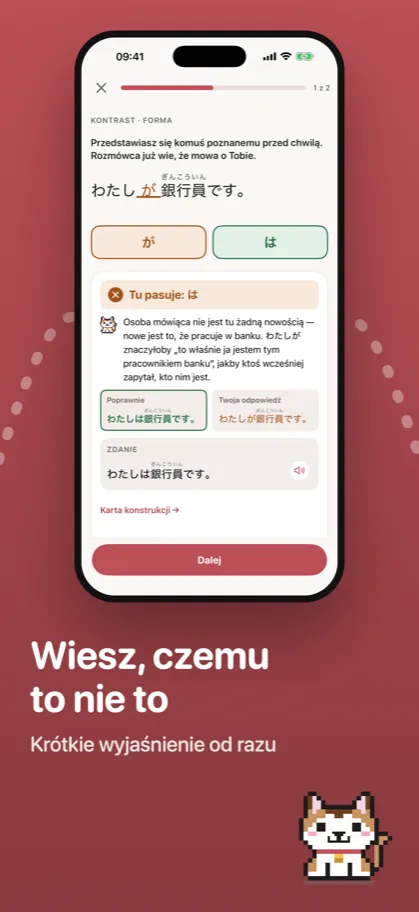 09:41
1 z 2
KONTRAST · FORMA
Przedstawiasz się komuś poznanemu przed chwilą.
Rozmówca już wie, że mowa o Tobie.
ぎんこういん
わたし が 銀行員です。
が
は
Tu pasuje: は
Osoba mówiąca nie jest tu żadną nowością —
nowe jest to, że pracuje w banku. わたしが
znaczyłoby „to właśnie ja jestem tym
pracownikiem banku”, jakby ktoś wcześniej
zapytał, kto nim jest.
Poprawnie
ぎんこういん
わたしは銀行員です。
Twoja odpowiedź
ぎんこういん
わたしが銀行員です。
ZDANIE
ぎんこういん
わたしは銀行員です。
Karta konstrukcji →
Dalej
Wiesz, czemu
to nie to
Krótkie wyjaśnienie od razu